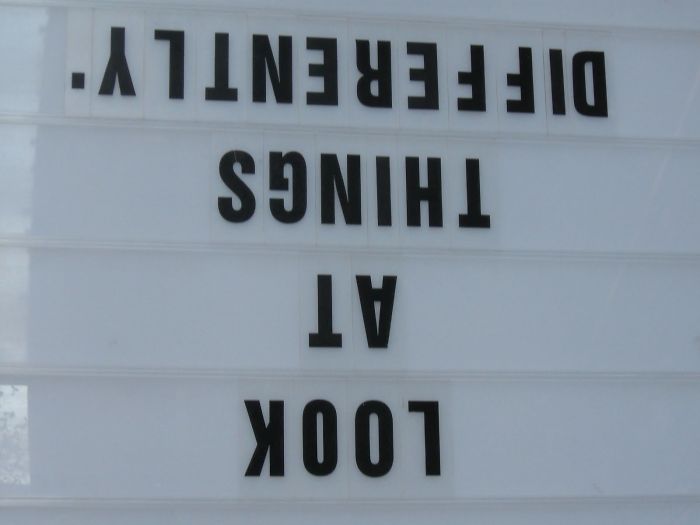 LOOK
AT
THINGS
DIFFERENTLY.